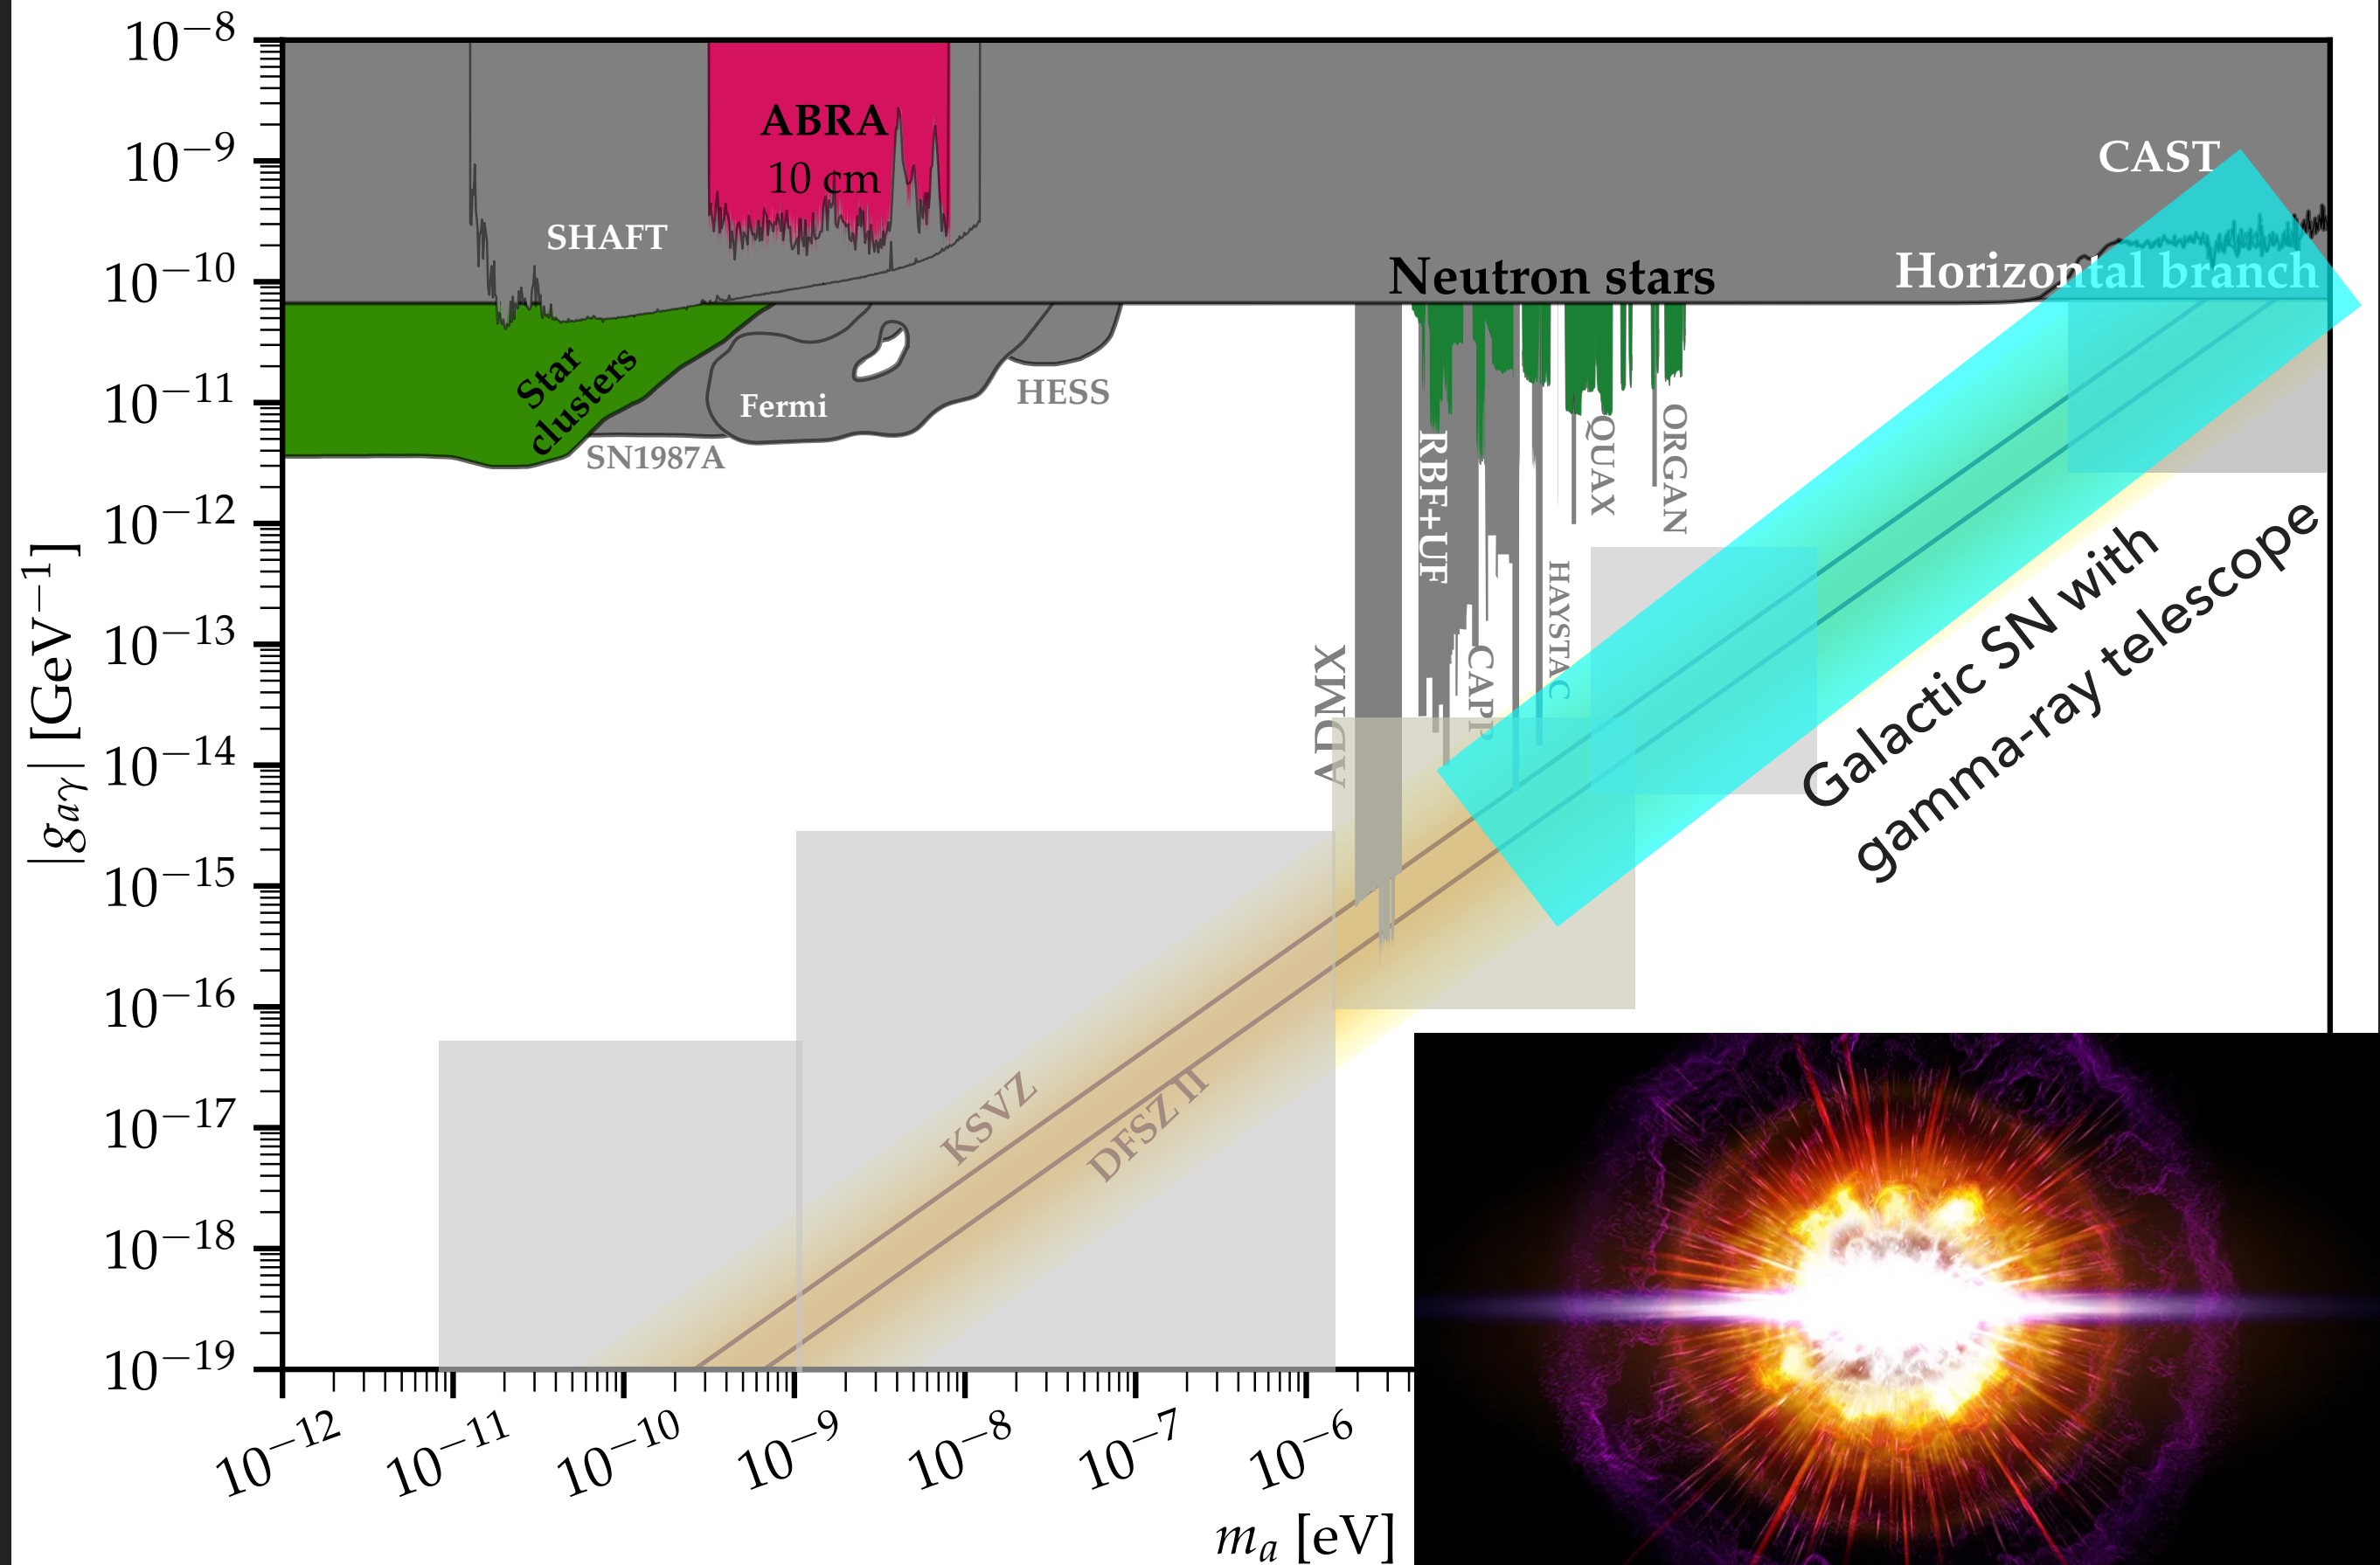 10⁻⁸
10⁻⁹
10⁻¹⁰
10⁻¹¹
10⁻¹²
10⁻¹³
10⁻¹⁴
10⁻¹⁵
10⁻¹⁶
10⁻¹⁷
10⁻¹⁸
10⁻¹⁹
|gₐᵧ| [GeV⁻¹]
ABRA
10 cm
SHAFT
CAST
Neutron stars
Horizontal branch
Star
clusters
Fermi
SN1987A
HESS
RBF+UF
QUAX
ORGAN
HAYSTAC
CAPP
ADMX
Galactic SN with
gamma-ray telescope
KSVZ
DFSZ II
10⁻¹²
10⁻¹¹
10⁻¹⁰
10⁻⁹
10⁻⁸
10⁻⁷
10⁻⁶
mₐ [eV]